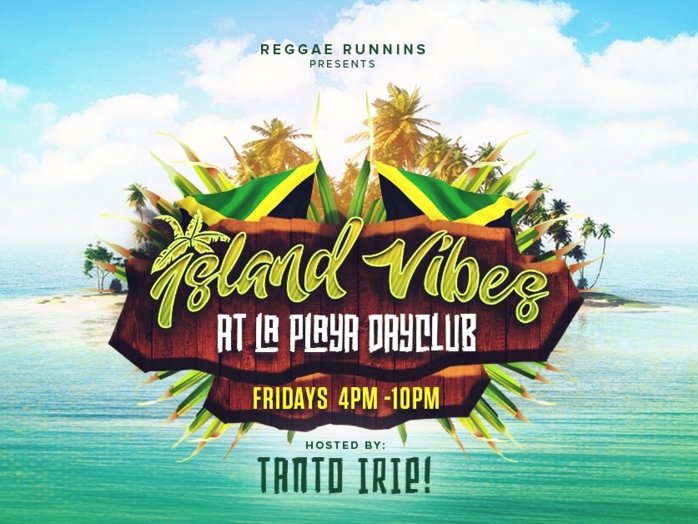 REGGAE RUNNINS
PRESENTS
Island Vibes
AT LA PLAYA DAYCLUB
FRIDAYS 4PM -10PM
HOSTED BY:
TANTO IRIE!